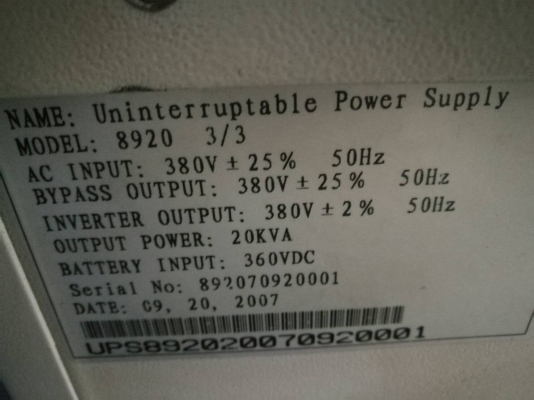 NAME: Uninterruptable Power Supply
MODEL: 8920 3/3
AC INPUT: 380V ± 25% 50Hz
BYPASS OUTPUT: 380V ± 25% 50Hz
INVERTER OUTPUT: 380V ± 2% 50Hz
OUTPUT POWER: 20KVA
BATTERY INPUT: 360VDC
Serial No: 892070920001
DATE: 09, 20, 2007
UPS892020070920001